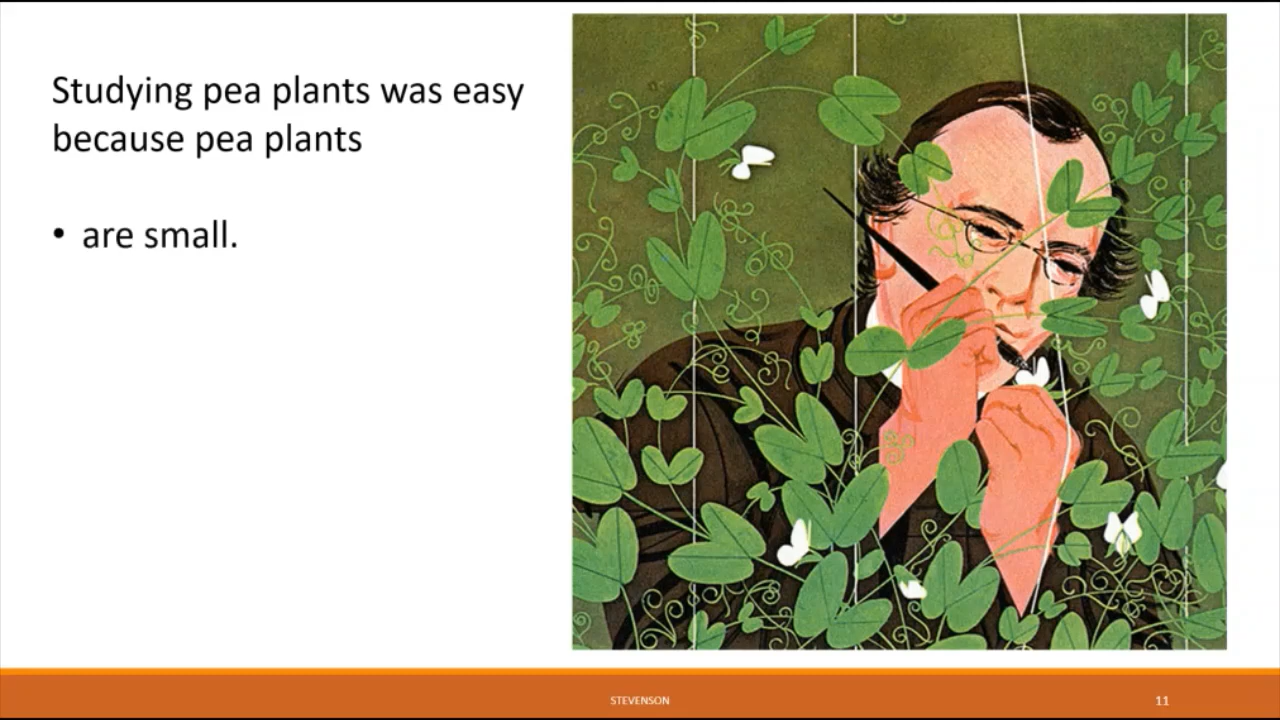 Studying pea plants was easy
because pea plants
• are small.
STEVENSON
11